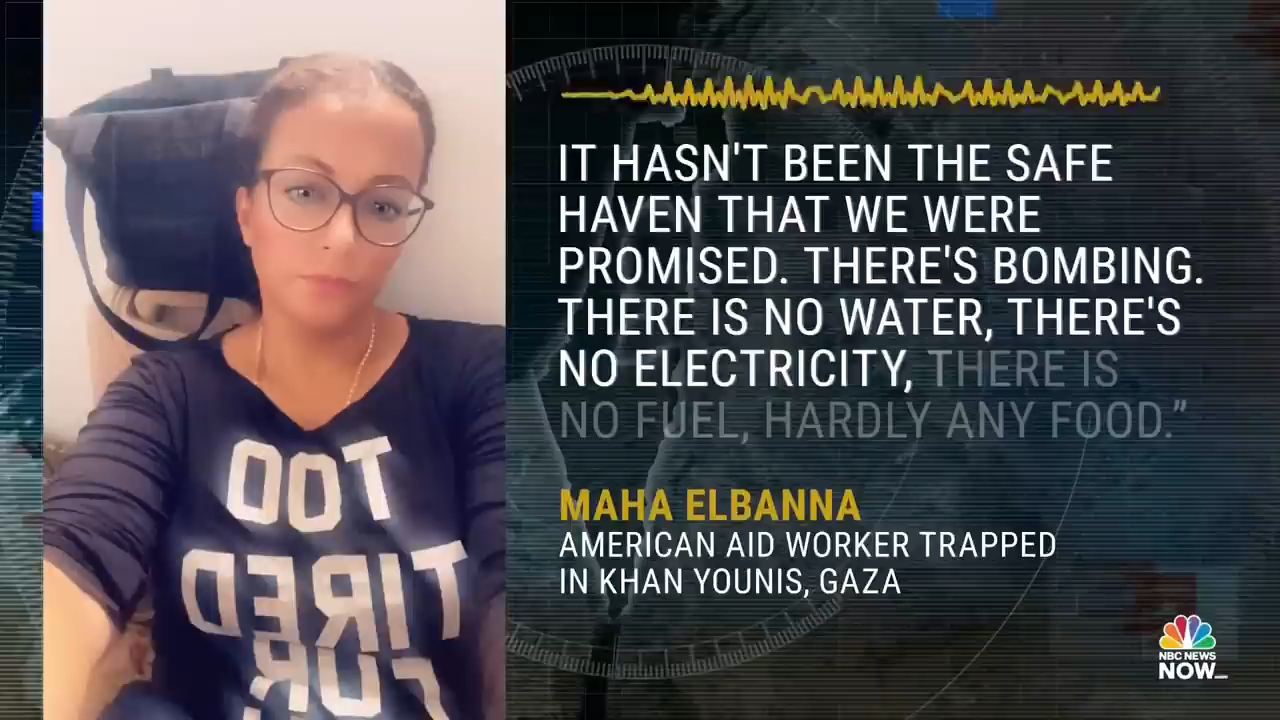 IT HASN'T BEEN THE SAFE
HAVEN THAT WE WERE
PROMISED. THERE'S BOMBING.
THERE IS NO WATER, THERE'S
NO ELECTRICITY, THERE IS
NO FUEL, HARDLY ANY FOOD.”
MAHA ELBANNA
AMERICAN AID WORKER TRAPPED
IN KHAN YOUNIS, GAZA
TOO
TIRED
FOR
NBC NEWS
NOW